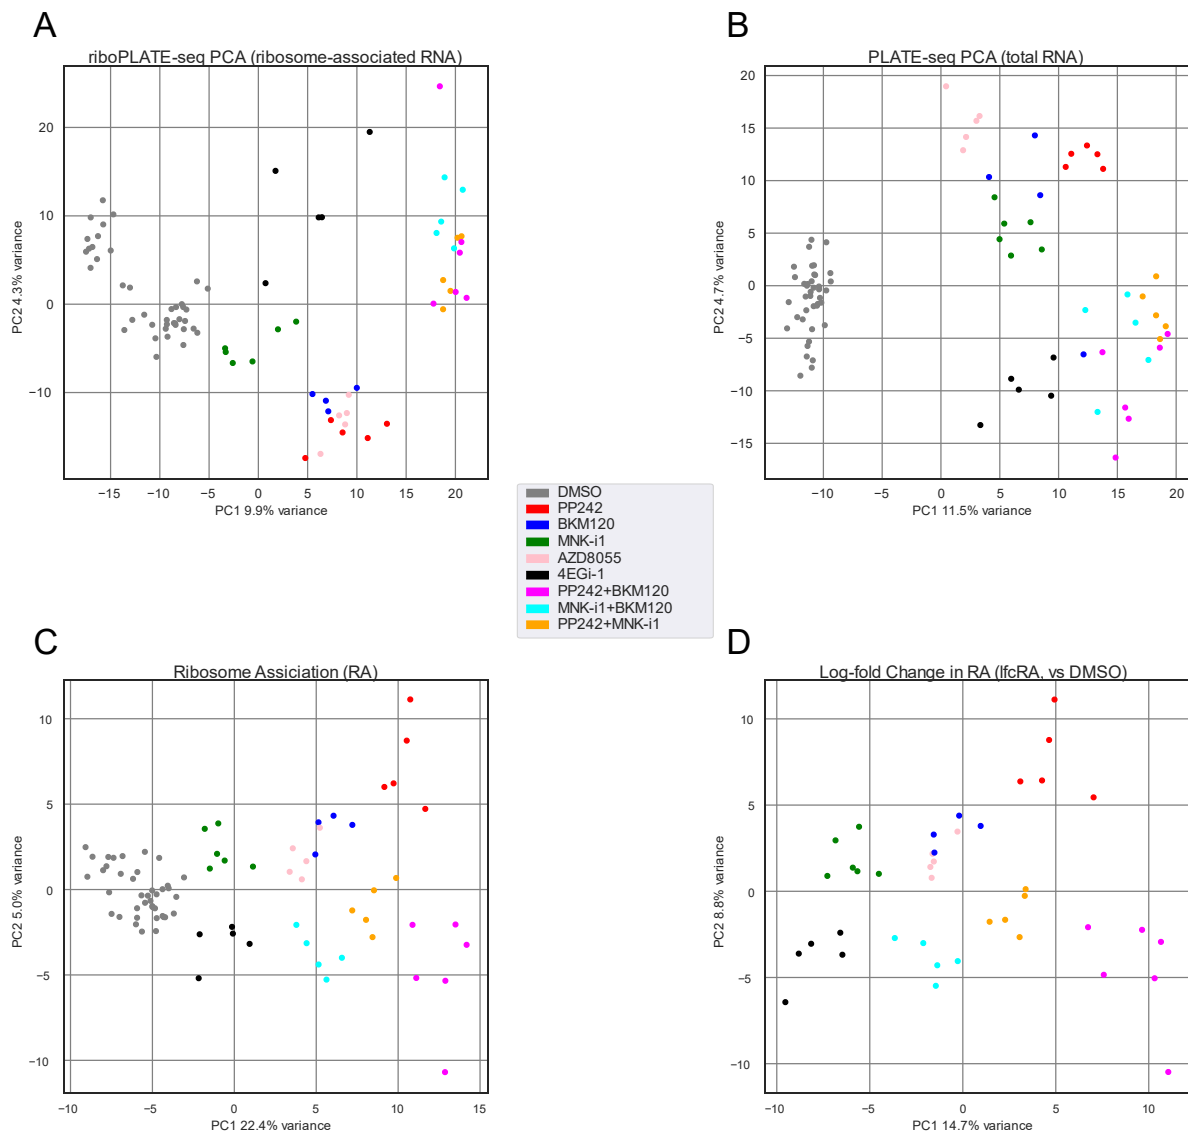 A
riboPLATE-seq PCA (ribosome-associated RNA)
PC2 4.3% variance
20
10
0
−10
−15
−10
−5
0
5
10
15
20
PC1 9.9% variance
B
PLATE-seq PCA (total RNA)
PC2 4.7% variance
20
15
10
5
0
−5
−10
−15
−10
−5
0
5
10
15
20
PC1 11.5% variance
DMSO
PP242
BKM120
MNK-i1
AZD8055
4EGi-1
PP242+BKM120
MNK-i1+BKM120
PP242+MNK-i1
C
Ribosome Assiciation (RA)
PC2 5.0% variance
10
5
0
−5
−10
−10
−5
0
5
10
15
PC1 22.4% variance
D
Log-fold Change in RA (lfcRA, vs DMSO)
PC2 8.8% variance
10
5
0
−5
−10
−10
−5
0
5
10
PC1 14.7% variance